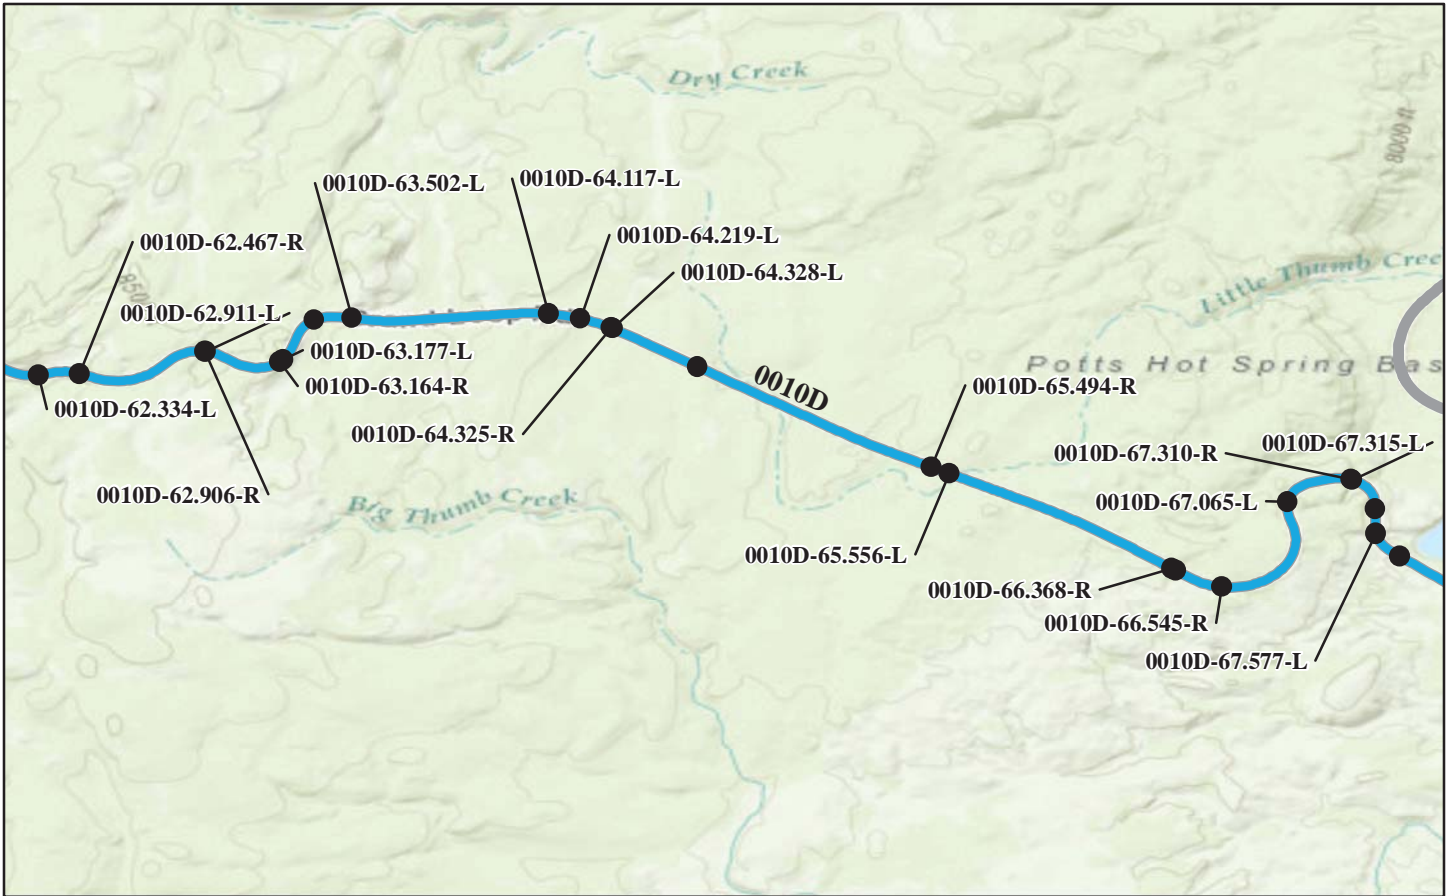 Dry Creek
8000 ft
0010D-63.502-L
0010D-64.117-L
0010D-62.467-R
0010D-64.219-L
0010D-64.328-L
Little Thumb Cree
0010D-62.911-L
0010D-63.177-L
Potts Hot Spring Bas
0010D-63.164-R
0010D
0010D-65.494-R
0010D-62.334-L
0010D-64.325-R
0010D-67.315-L
0010D-67.310-R
0010D-62.906-R
Big Thumb Creek
0010D-67.065-L
0010D-65.556-L
0010D-66.368-R
0010D-66.545-R
0010D-67.577-L